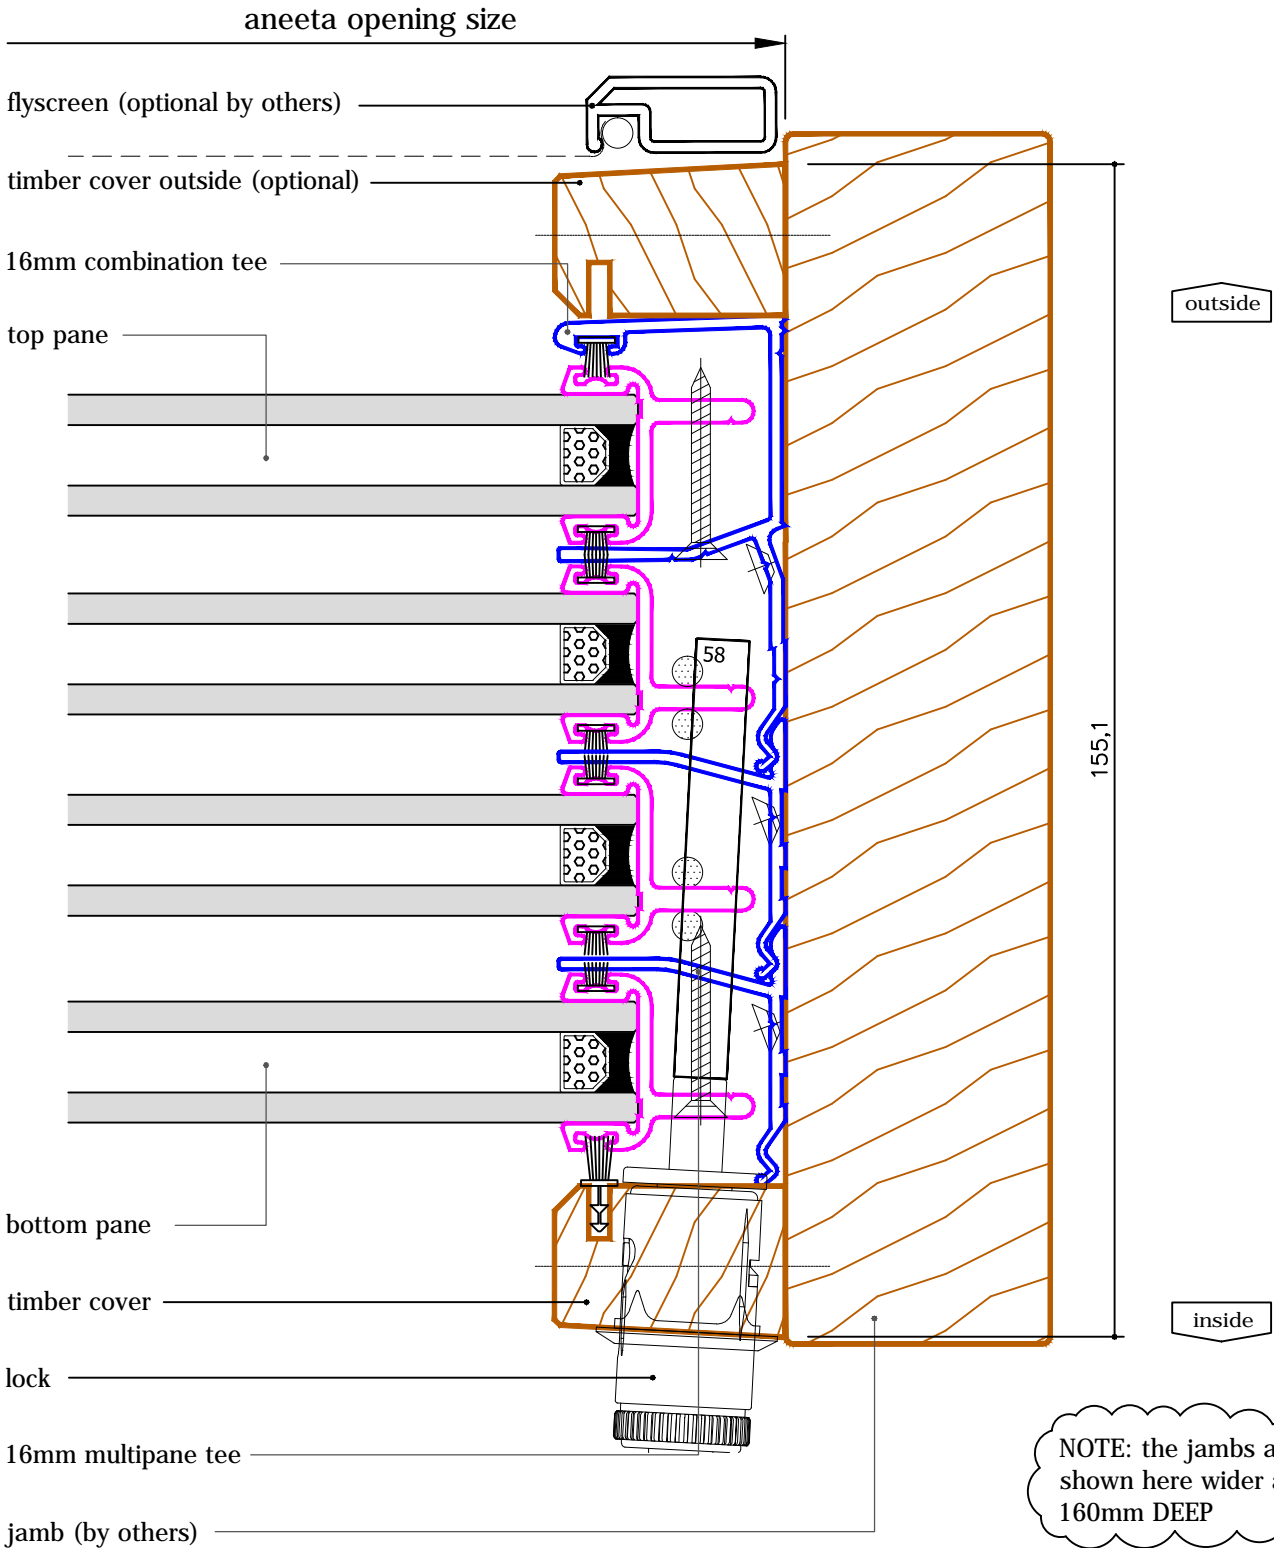 aneeta opening size
flyscreen (optional by others)
timber cover outside (optional)
16mm combination tee
outside
top pane
58
155,1
bottom pane
timber cover
inside
lock
16mm multipane tee
NOTE: the jambs a
shown here wider
160mm DEEP
jamb (by others)